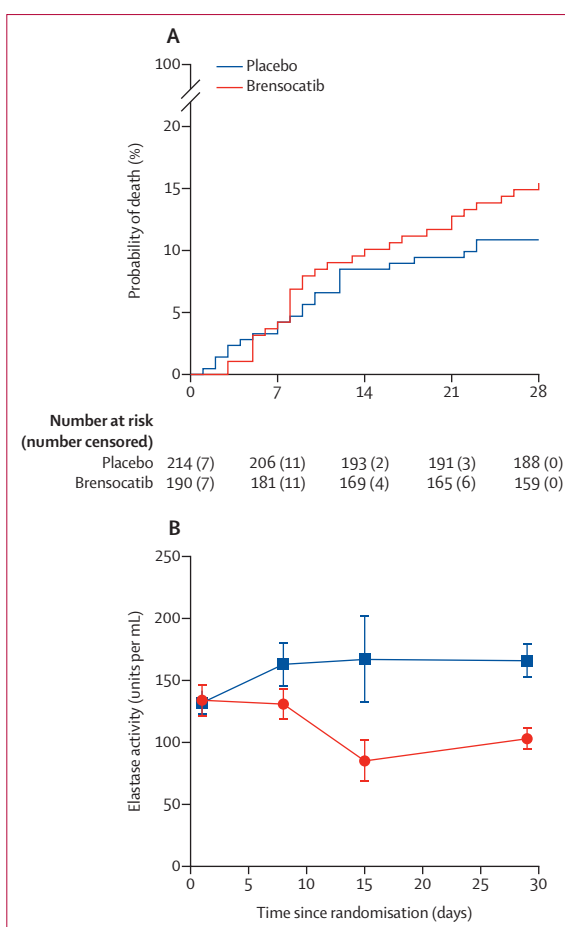 A
100
Placebo
Brensocatib
20
15
10
5
0
Probability of death (%)
0 7 14 21 28
Number at risk
(number censored)
Placebo 214 (7) 206 (11) 193 (2) 191 (3) 188 (0)
Brensocatib 190 (7) 181 (11) 169 (4) 165 (6) 159 (0)
B
250
200
150
100
50
0
Elastase activity (units per mL)
0 5 10 15 20 25 30
Time since randomisation (days)